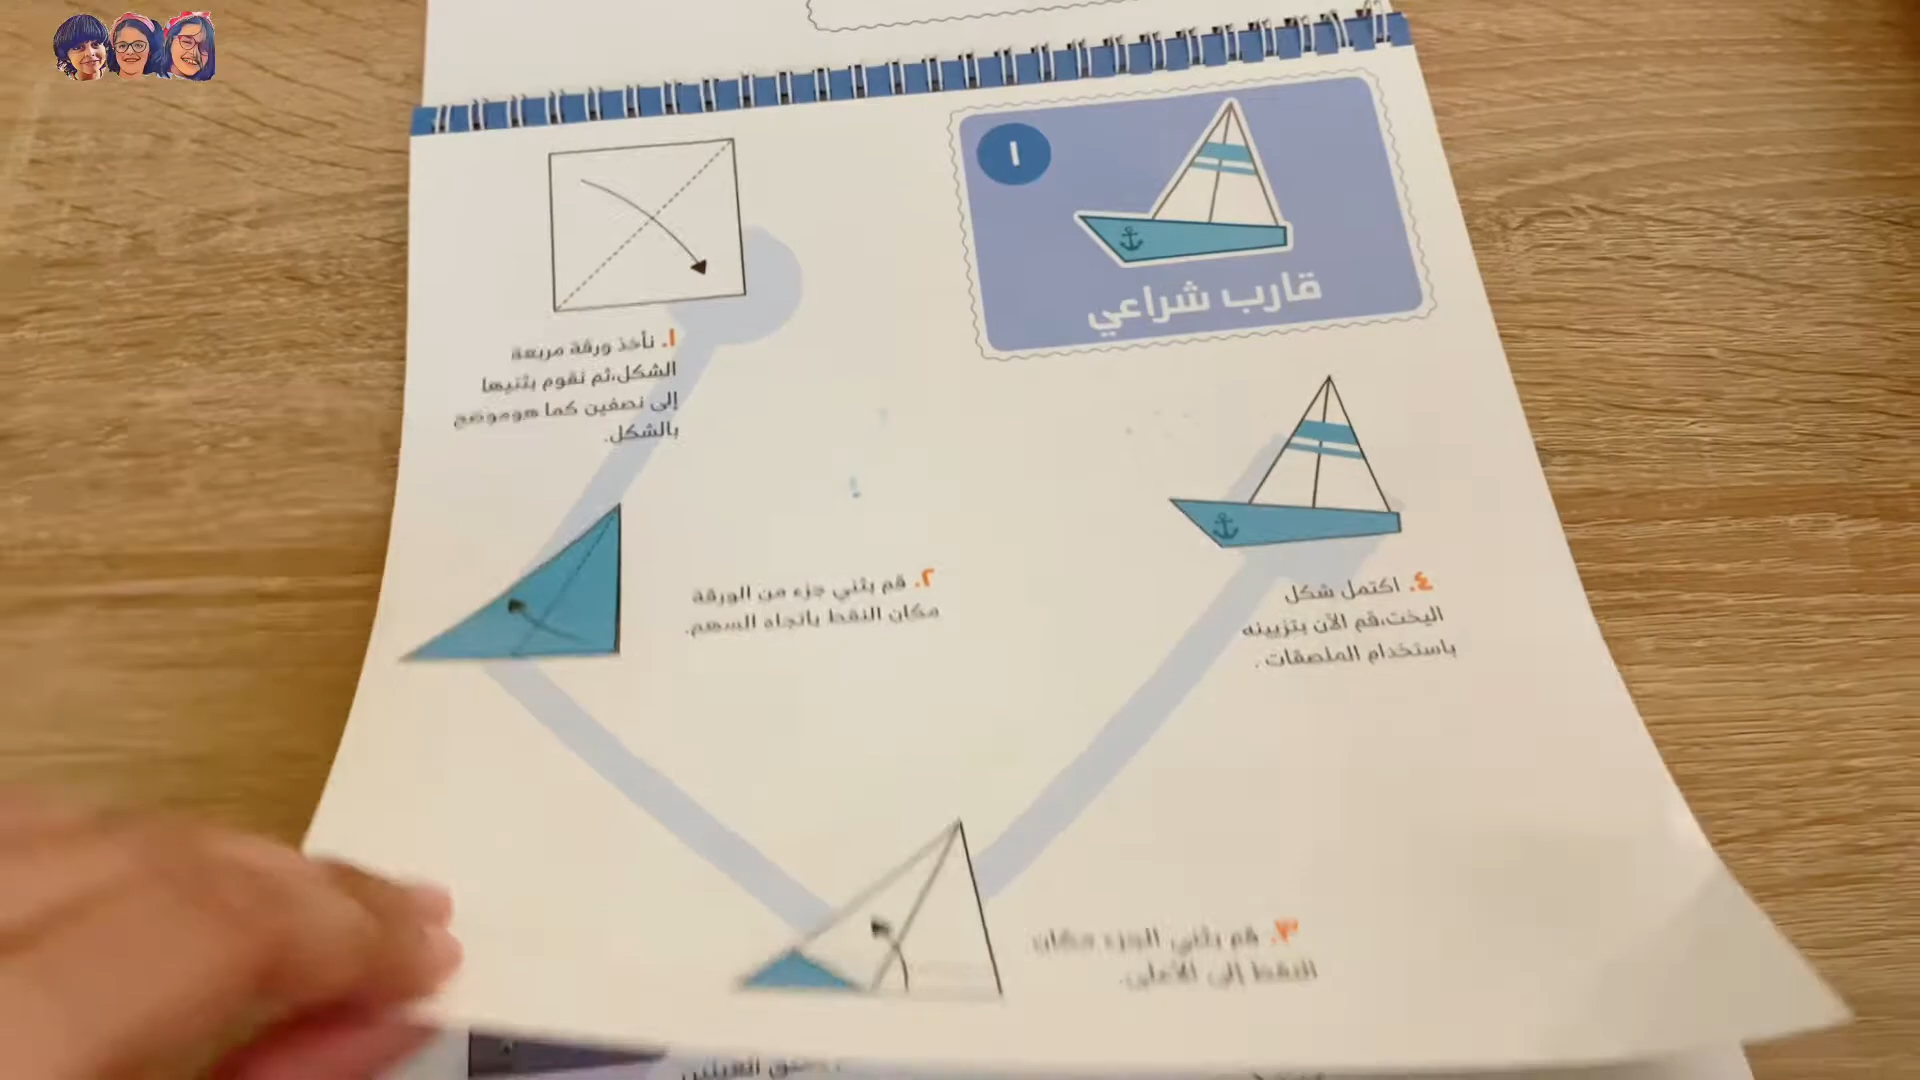 ١
قارب شراعي
١. نأخذ ورقة مربعة
الشكل،ثم نقوم بثنيها
إلى نصفين كما هوموضح
بالشكل.
٢. قم بثني جزء من الورقة
مكان النقط باتجاه السهم.
٣. قم بثني الجزء مكان
النقط إلى الأعلى.
٤. اكتمل شكل
اليخت،قم الآن بتزيينه
باستخدام الملصقات .